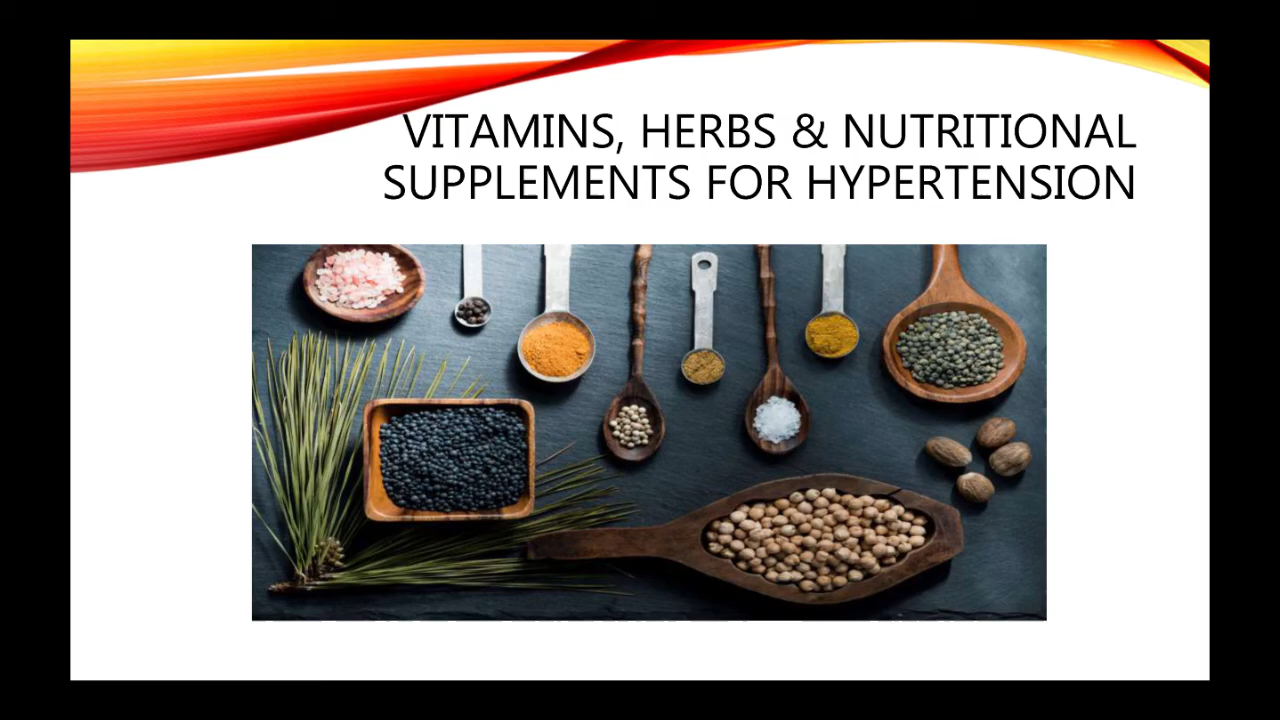 VITAMINS, HERBS & NUTRITIONAL
SUPPLEMENTS FOR HYPERTENSION